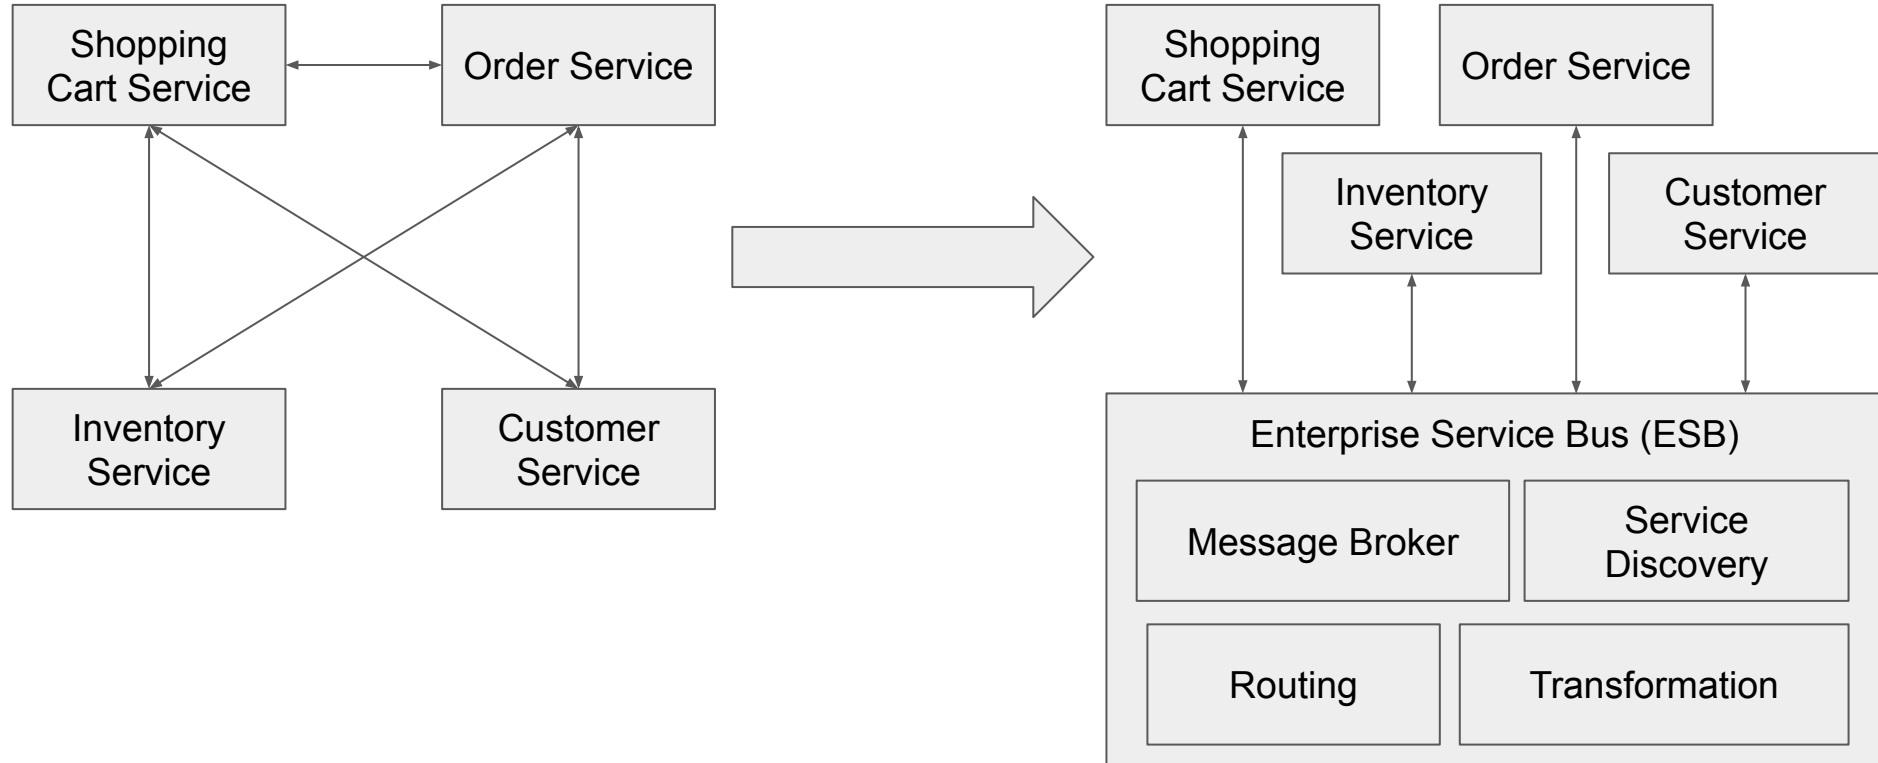 Shopping
Cart Service
Order Service
Inventory
Service
Customer
Service
Shopping
Cart Service
Order Service
Inventory
Service
Customer
Service
Enterprise Service Bus (ESB)
Message Broker
Service
Discovery
Routing
Transformation